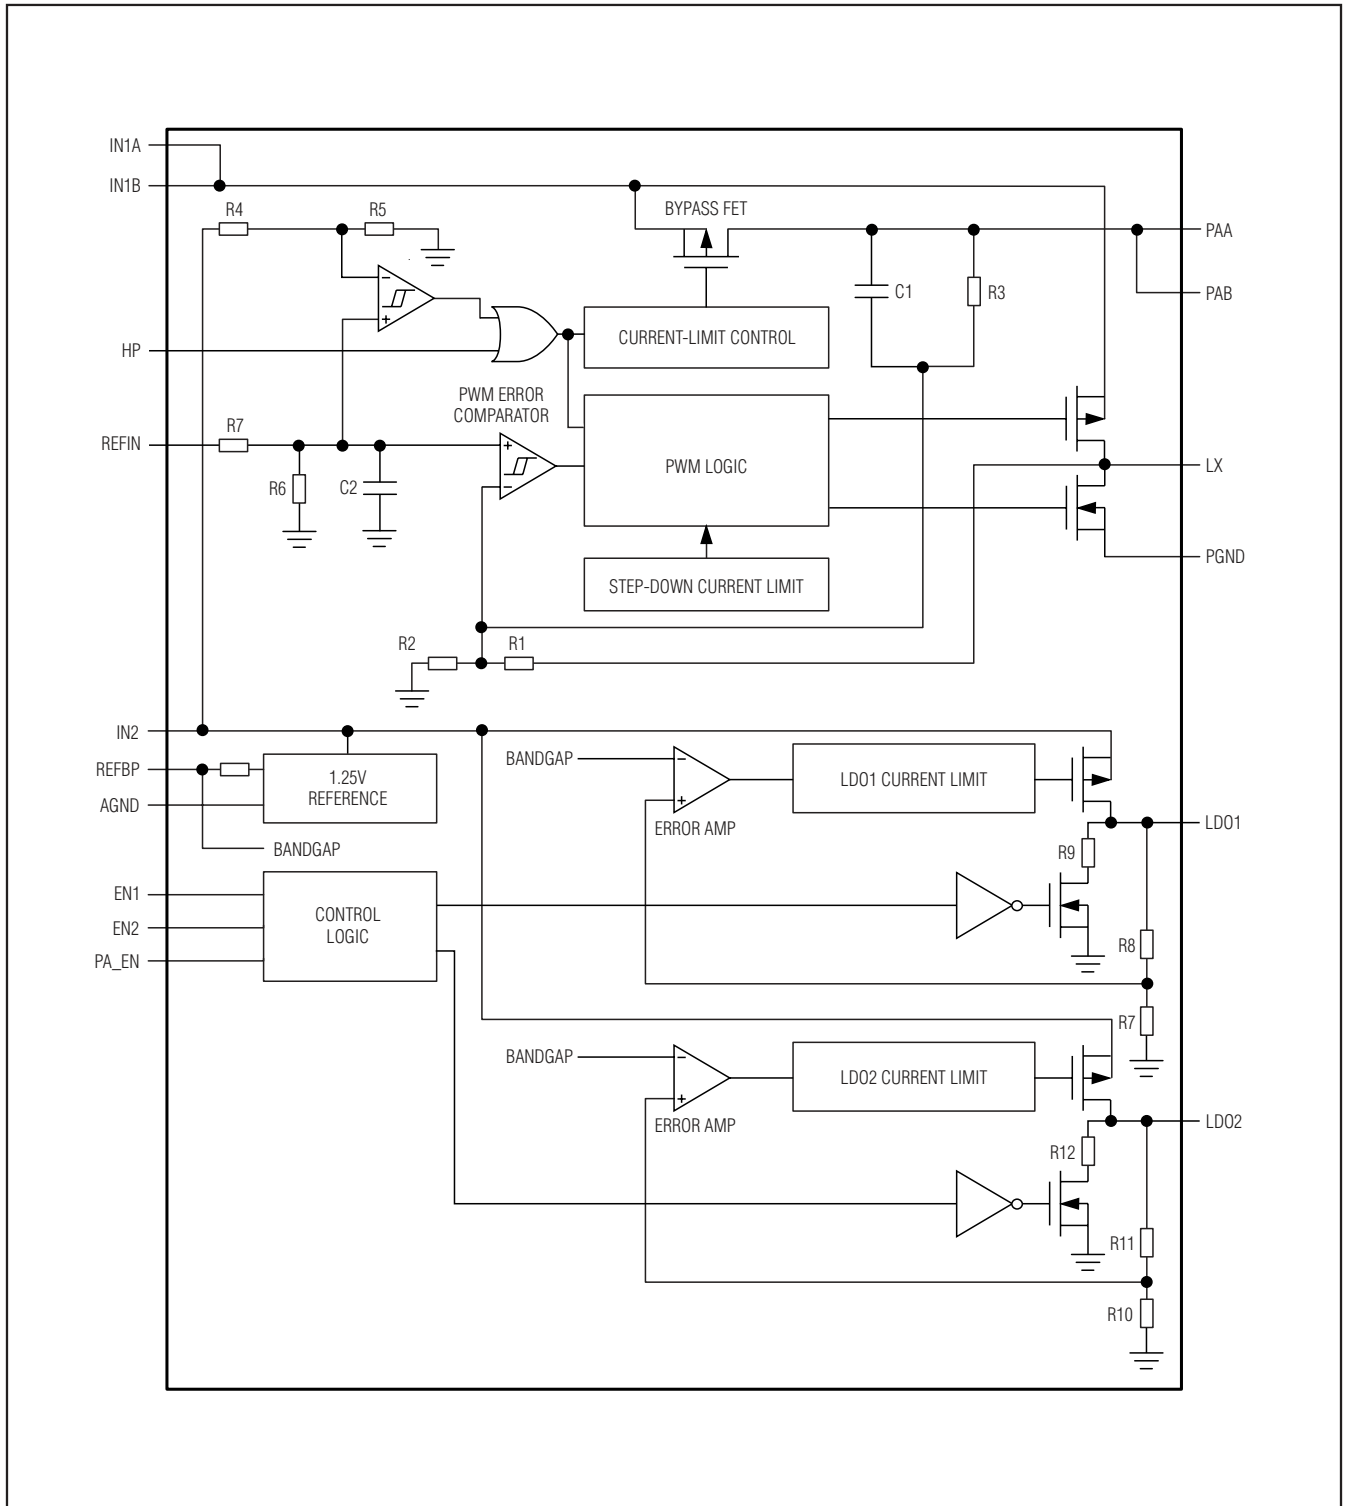 IN1A
IN1B
R4
R5
BYPASS FET
PAA
C1
R3
PAB
−
+
HP
CURRENT-LIMIT CONTROL
PWM ERROR
COMPARATOR
R7
REFIN
+
−
PWM LOGIC
LX
R6
C2
PGND
STEP-DOWN CURRENT LIMIT
R2
R1
IN2
REFBP
1.25V
REFERENCE
AGND
BANDGAP
BANDGAP
−
+
ERROR AMP
LDO1 CURRENT LIMIT
LDO1
R9
EN1
EN2
PA_EN
CONTROL
LOGIC
R8
R7
BANDGAP
−
+
ERROR AMP
LDO2 CURRENT LIMIT
LDO2
R12
R11
R10